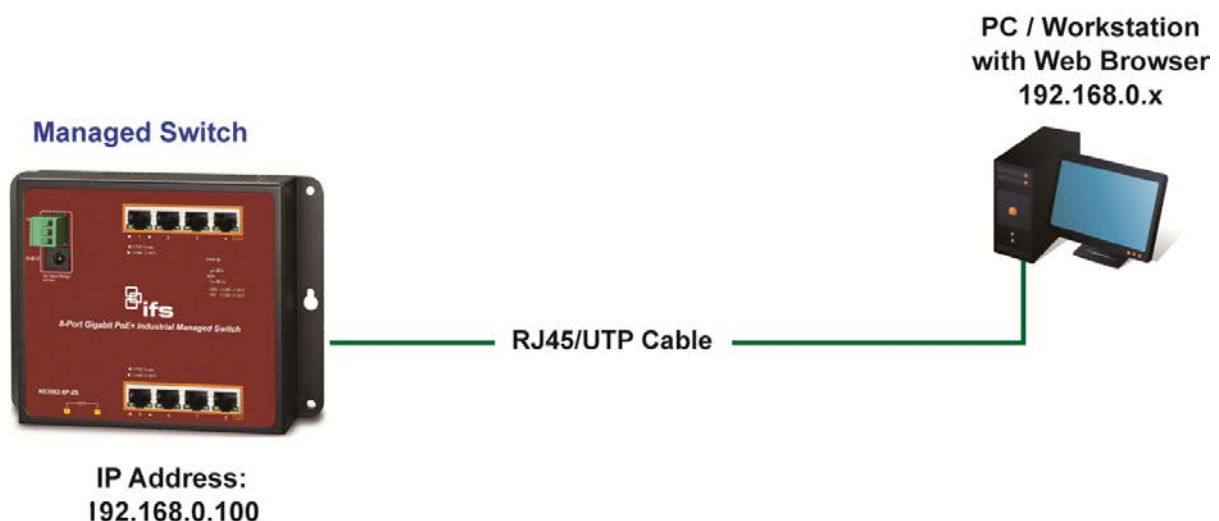 PC / Workstation
with Web Browser
192.168.0.x
Managed Switch
ifs
8-Port Gigabit PoE+ Industrial Managed Switch
RJ45/UTP Cable
IP Address:
192.168.0.100